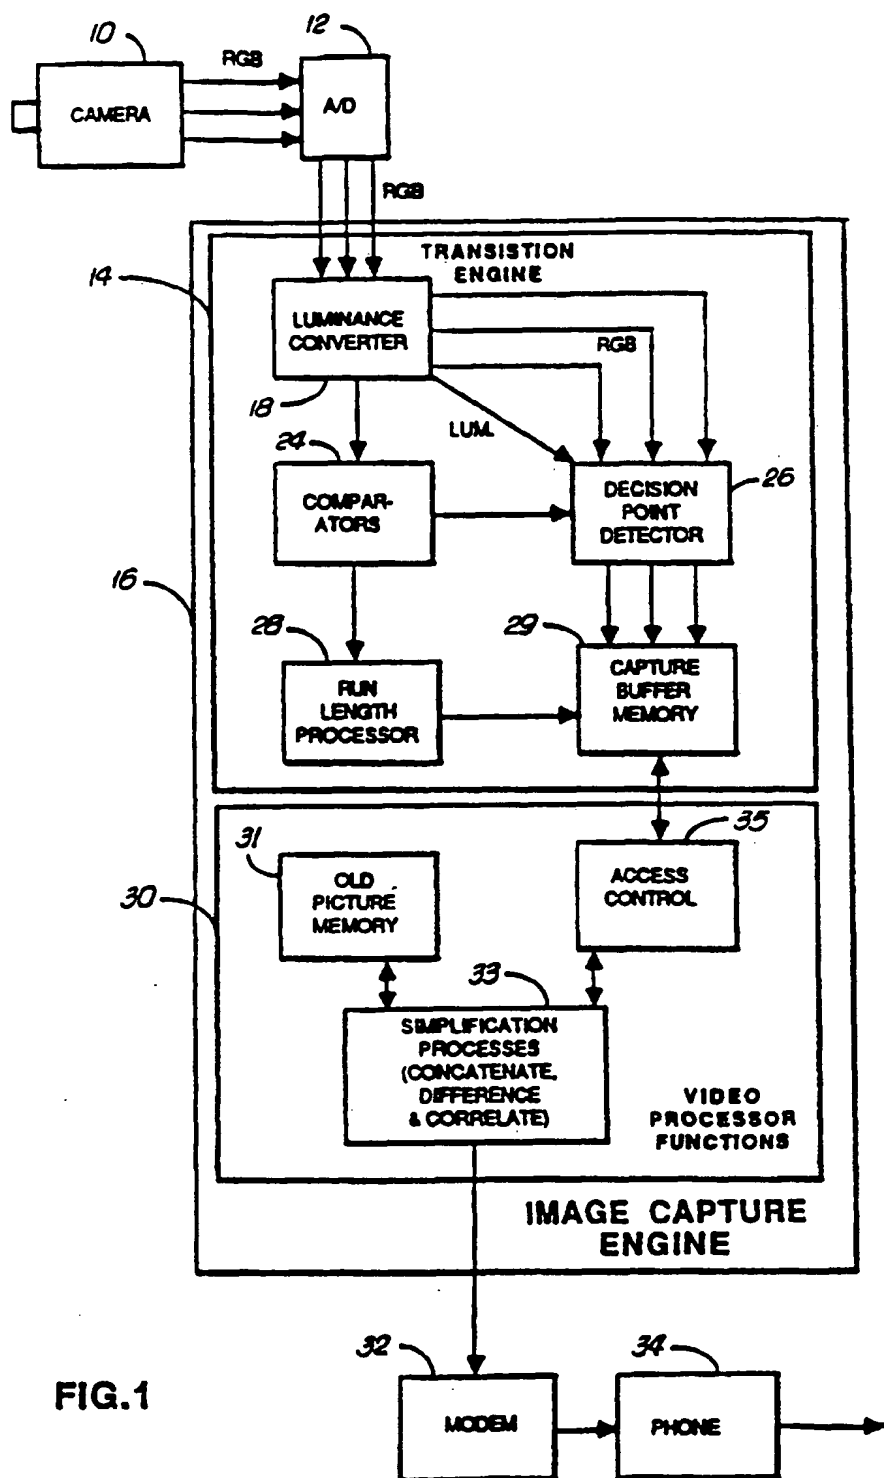 10
12
RGB
CAMERA
A/D
RGB
TRANSISTION
ENGINE
14
LUMINANCE
CONVERTER
RGB
18
LUM.
24
COMPAR-
ATORS
DECISION
POINT
DETECTOR
26
16
28
29
RUN
LENGTH
PROCESSOR
CAPTURE
BUFFER
MEMORY
31
35
OLD
PICTURE
MEMORY
ACCESS
CONTROL
30
33
SIMPLIFICATION
PROCESSES
(CONCATENATE,
DIFFERENCE
& CORRELATE)
VIDEO
PROCESSOR
FUNCTIONS
IMAGE CAPTURE
ENGINE
32
34
FIG.1
MODEM
PHONE